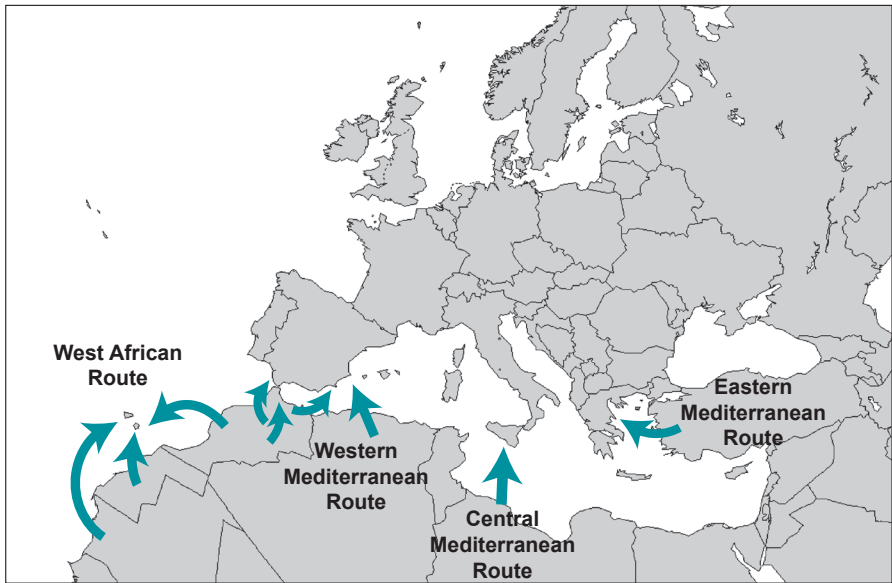 West African
Route
Western
Mediterranean
Route
Central
Mediterranean
Route
Eastern
Mediterranean
Route